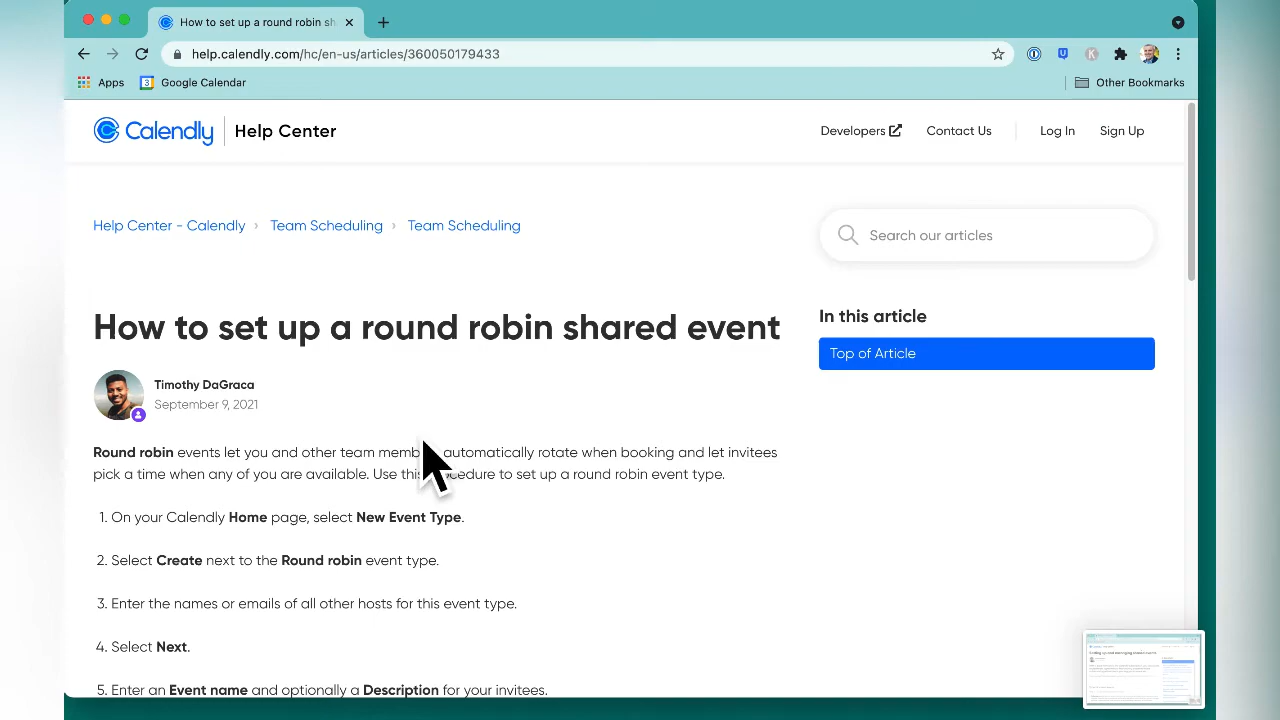 How to set up a round robin sh
help.calendly.com/hc/en-us/articles/360050179433
Apps
Google Calendar
Other Bookmarks
Calendly
Help Center
Developers
Contact Us
Log In
Sign Up
Help Center - Calendly › Team Scheduling › Team Scheduling
Search our articles
How to set up a round robin shared event
In this article
Top of Article
Timothy DaGraca
September 9, 2021
Round robin events let you and other team memb automatically rotate when booking and let invitees
pick a time when any of you are available. Use this edure to set up a round robin event type.
1. On your Calendly Home page, select New Event Type.
2. Select Create next to the Round robin event type.
3. Enter the names or emails of all other hosts for this event type.
4. Select Next.
5. Enter an Event name and optionally a Description for your invitees.